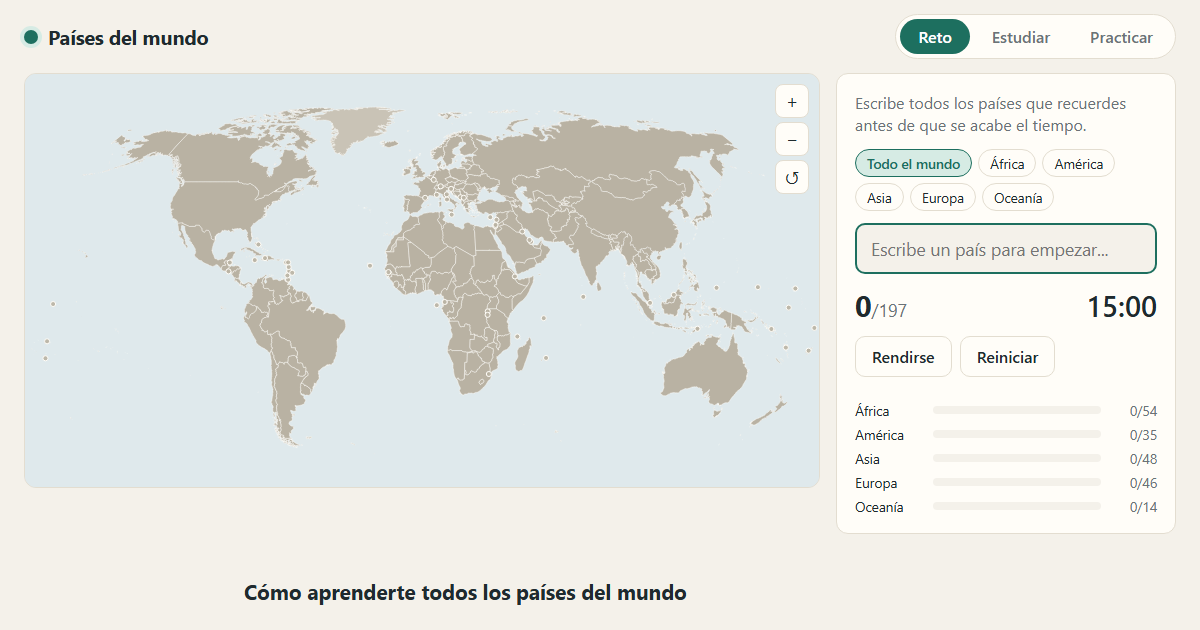 Países del mundo
Reto
Estudiar
Practicar
+
−
↺
Escribe todos los países que recuerdes
antes de que se acabe el tiempo.
Todo el mundo
África
América
Asia
Europa
Oceanía
Escribe un país para empezar...
0/197
15:00
Rendirse
Reiniciar
África 0/54
América 0/35
Asia 0/48
Europa 0/46
Oceanía 0/14
Cómo aprenderte todos los países del mundo